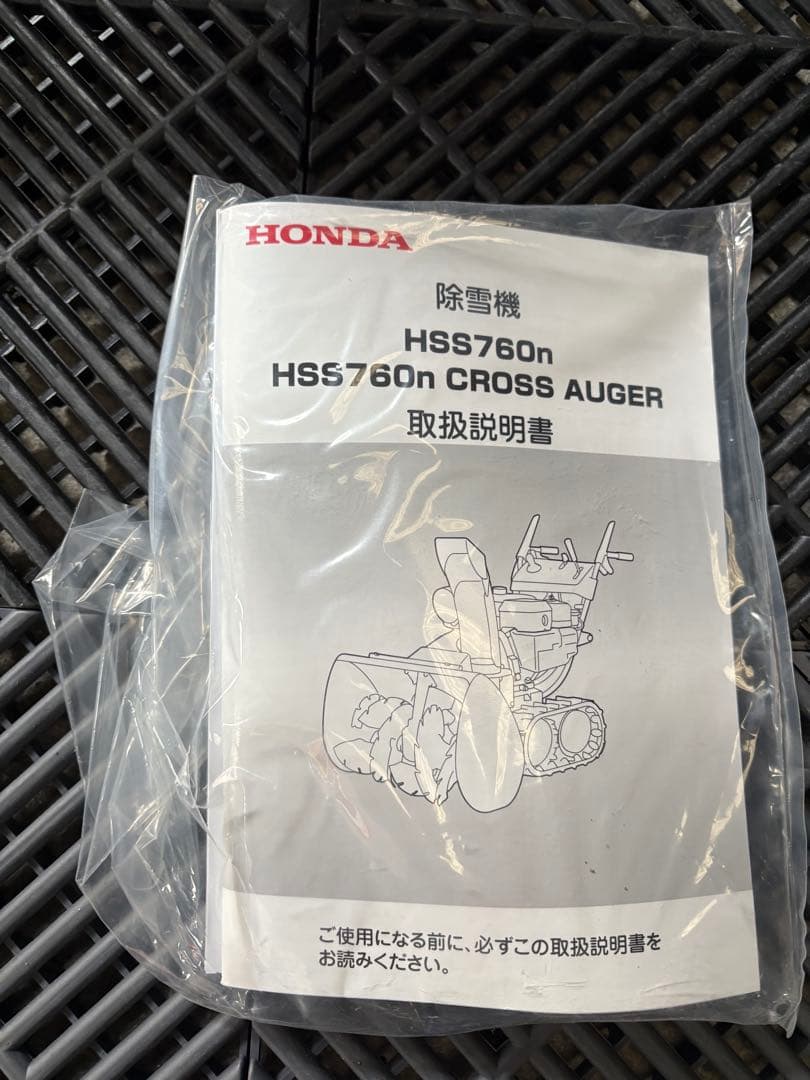 HONDA
除雪機
HSS760n
HSS760n CROSS AUGER
取扱説明書
ご使用になる前に、必ずこの取扱説明書を
お読みください。